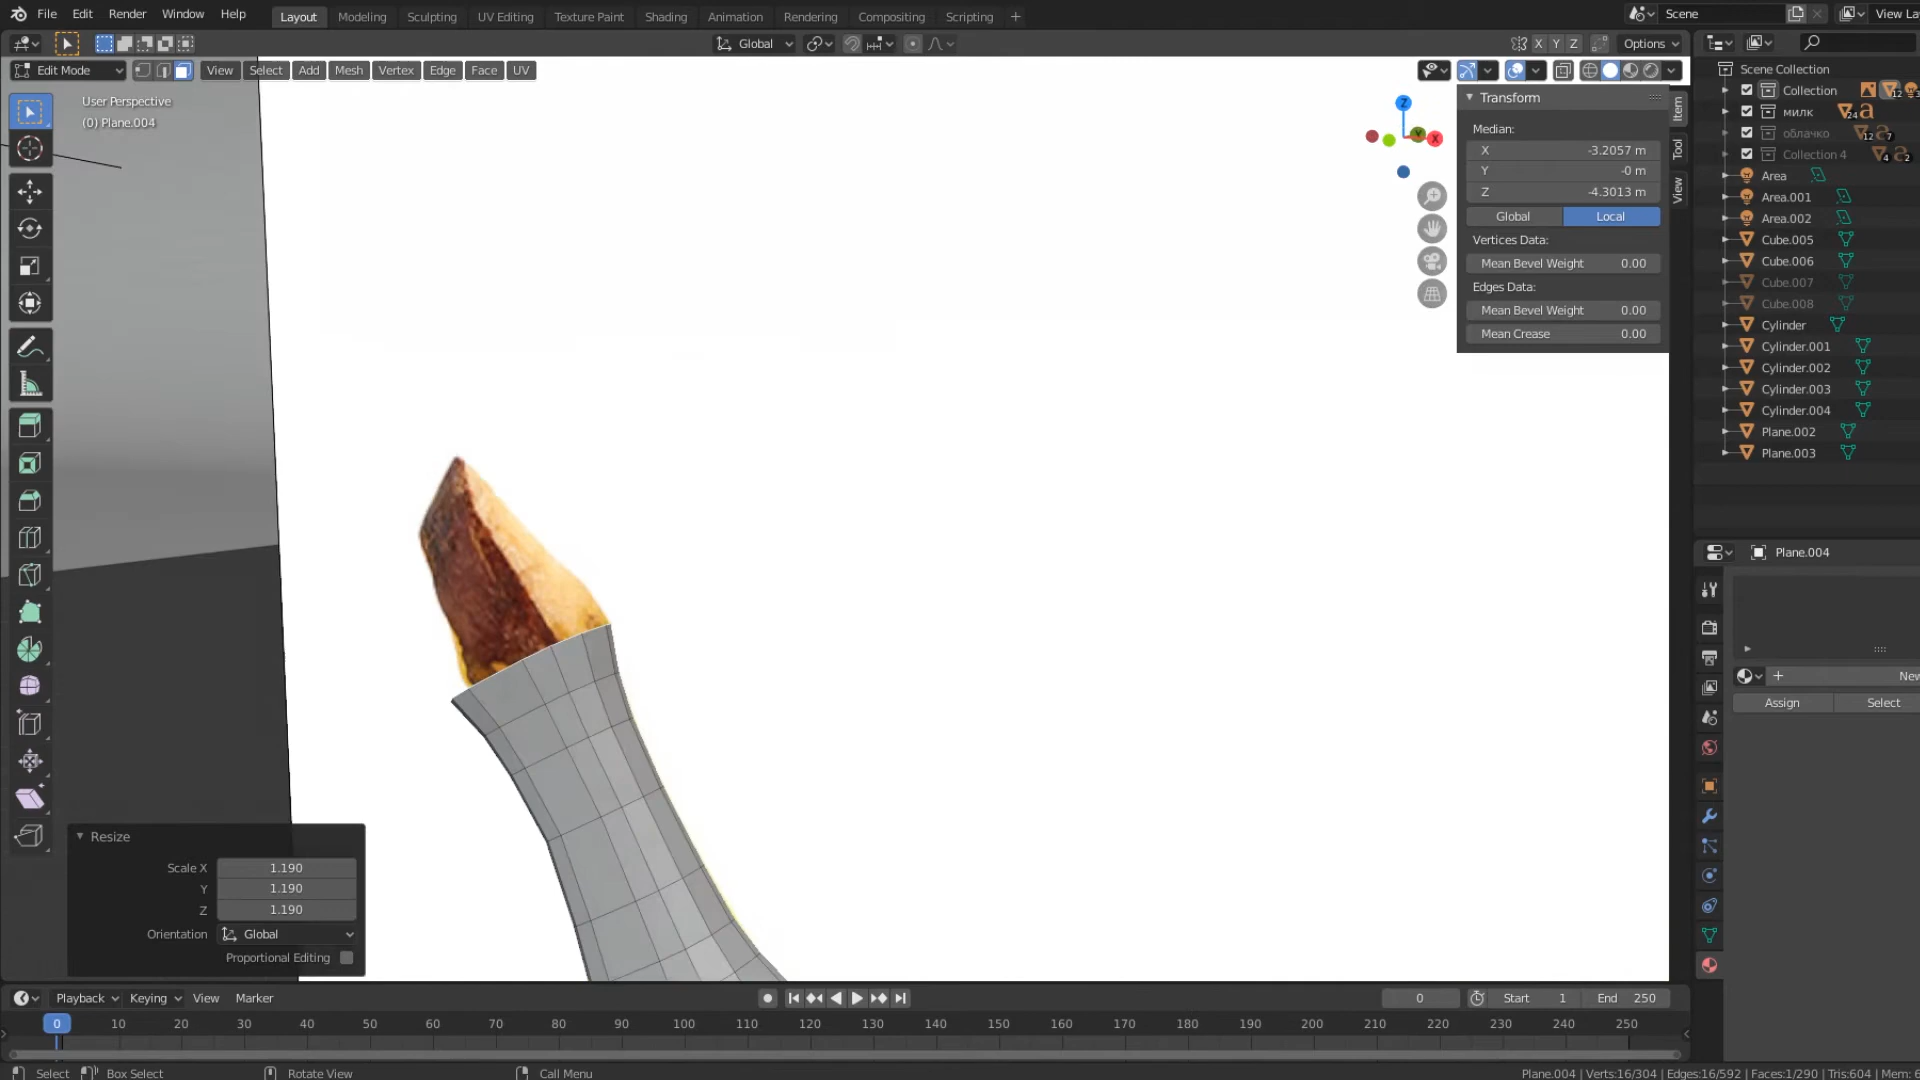 File Edit Render Window Help Layout Modeling Sculpting UV Editing Texture Paint Shading Animation Rendering Compositing Scripting + Scene View La
Global X Y Z Options
Edit Mode View Select Add Mesh Vertex Edge Face UV
User Perspective
(0) Plane.004
Z
Y
X
Transform
Median:
X -3.2057 m
Y -0 m
Z -4.3013 m
Global Local
Vertices Data:
Mean Bevel Weight 0.00
Edges Data:
Mean Bevel Weight 0.00
Mean Crease 0.00
Item
Tool
View
Scene Collection
Collection 12
милк 24
облачко 12 7
Collection 4 4 2
Area
Area.001
Area.002
Cube.005
Cube.006
Cube.007
Cube.008
Cylinder
Cylinder.001
Cylinder.002
Cylinder.003
Cylinder.004
Plane.002
Plane.003
Plane.004
New
Assign Select
Resize
Scale X 1.190
Y 1.190
Z 1.190
Orientation Global
Proportional Editing
Playback Keying View Marker 0 Start 1 End 250
0 10 20 30 40 50 60 70 80 90 100 110 120 130 140 150 160 170 180 190 200 210 220 230 240 250
Select Box Select Rotate View Call Menu Plane.004 | Verts:16/304 | Edges:16/592 | Faces:1/290 | Tris:604 | Mem: 6